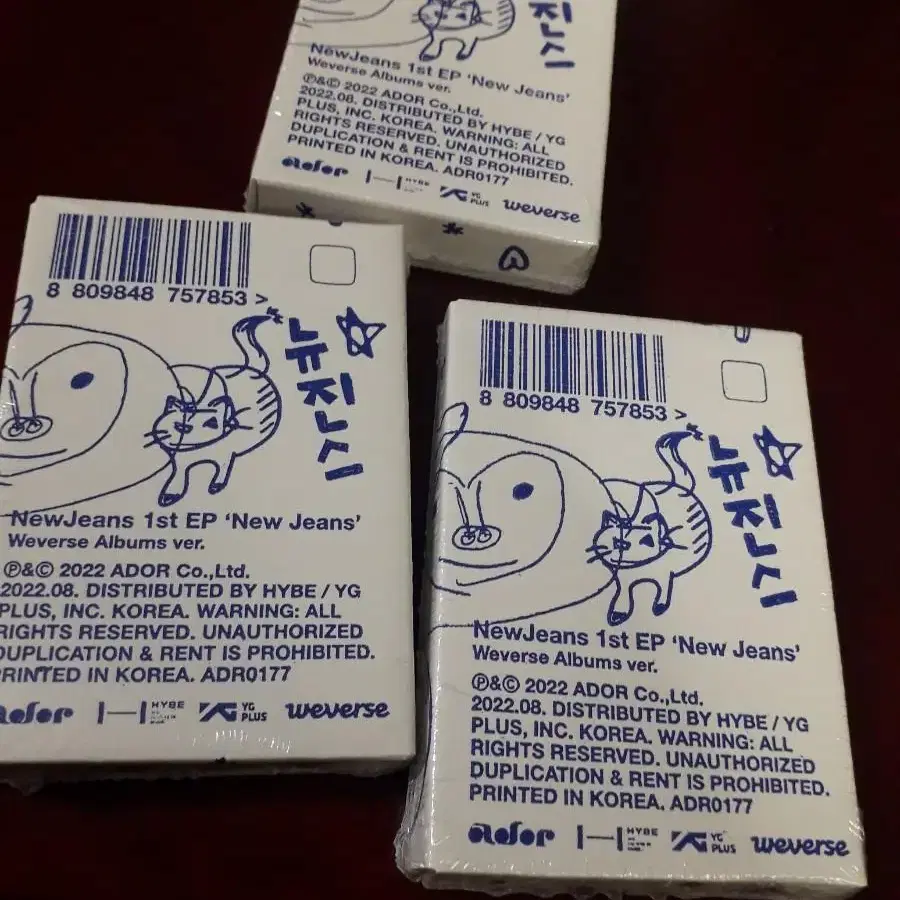 진스
NewJeans 1st EP 'New Jeans'
Weverse Albums ver.
Ⓟ&© 2022 ADOR Co.,Ltd.
2022.08. DISTRIBUTED BY HYBE / YG
PLUS, INC. KOREA. WARNING: ALL
RIGHTS RESERVED. UNAUTHORIZED
DUPLICATION & RENT IS PROHIBITED.
PRINTED IN KOREA. ADR0177
ador HYBE YG PLUS weverse
8 809848 757853 >
뉴진스
NewJeans 1st EP 'New Jeans'
Weverse Albums ver.
Ⓟ&© 2022 ADOR Co.,Ltd.
2022.08. DISTRIBUTED BY HYBE / YG
PLUS, INC. KOREA. WARNING: ALL
RIGHTS RESERVED. UNAUTHORIZED
DUPLICATION & RENT IS PROHIBITED.
PRINTED IN KOREA. ADR0177
ador HYBE YG PLUS weverse
8 809848 757853 >
뉴진스
NewJeans 1st EP 'New Jeans'
Weverse Albums ver.
Ⓟ&© 2022 ADOR Co.,Ltd.
2022.08. DISTRIBUTED BY HYBE / YG
PLUS, INC. KOREA. WARNING: ALL
RIGHTS RESERVED. UNAUTHORIZED
DUPLICATION & RENT IS PROHIBITED.
PRINTED IN KOREA. ADR0177
ador HYBE YG PLUS weverse